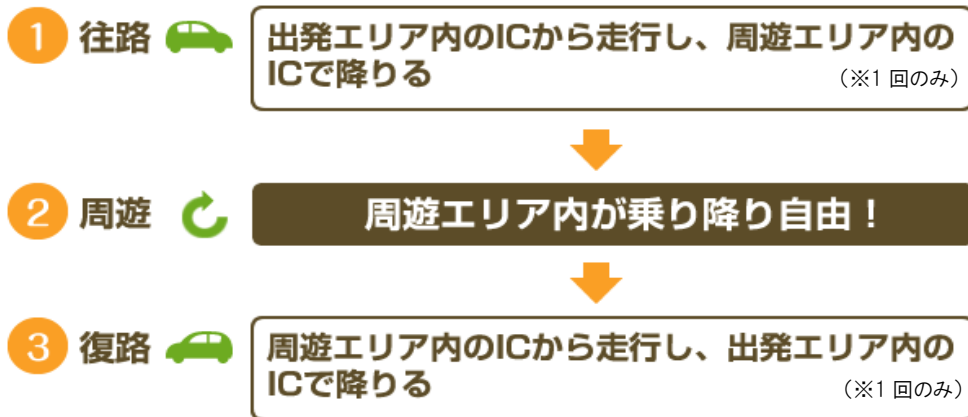 1 往路
出発エリア内のICから走行し、周遊エリア内の
ICで降りる (※1 回のみ)
2 周遊
周遊エリア内が乗り降り自由!
3 復路
周遊エリア内のICから走行し、出発エリア内の
ICで降りる (※1 回のみ)